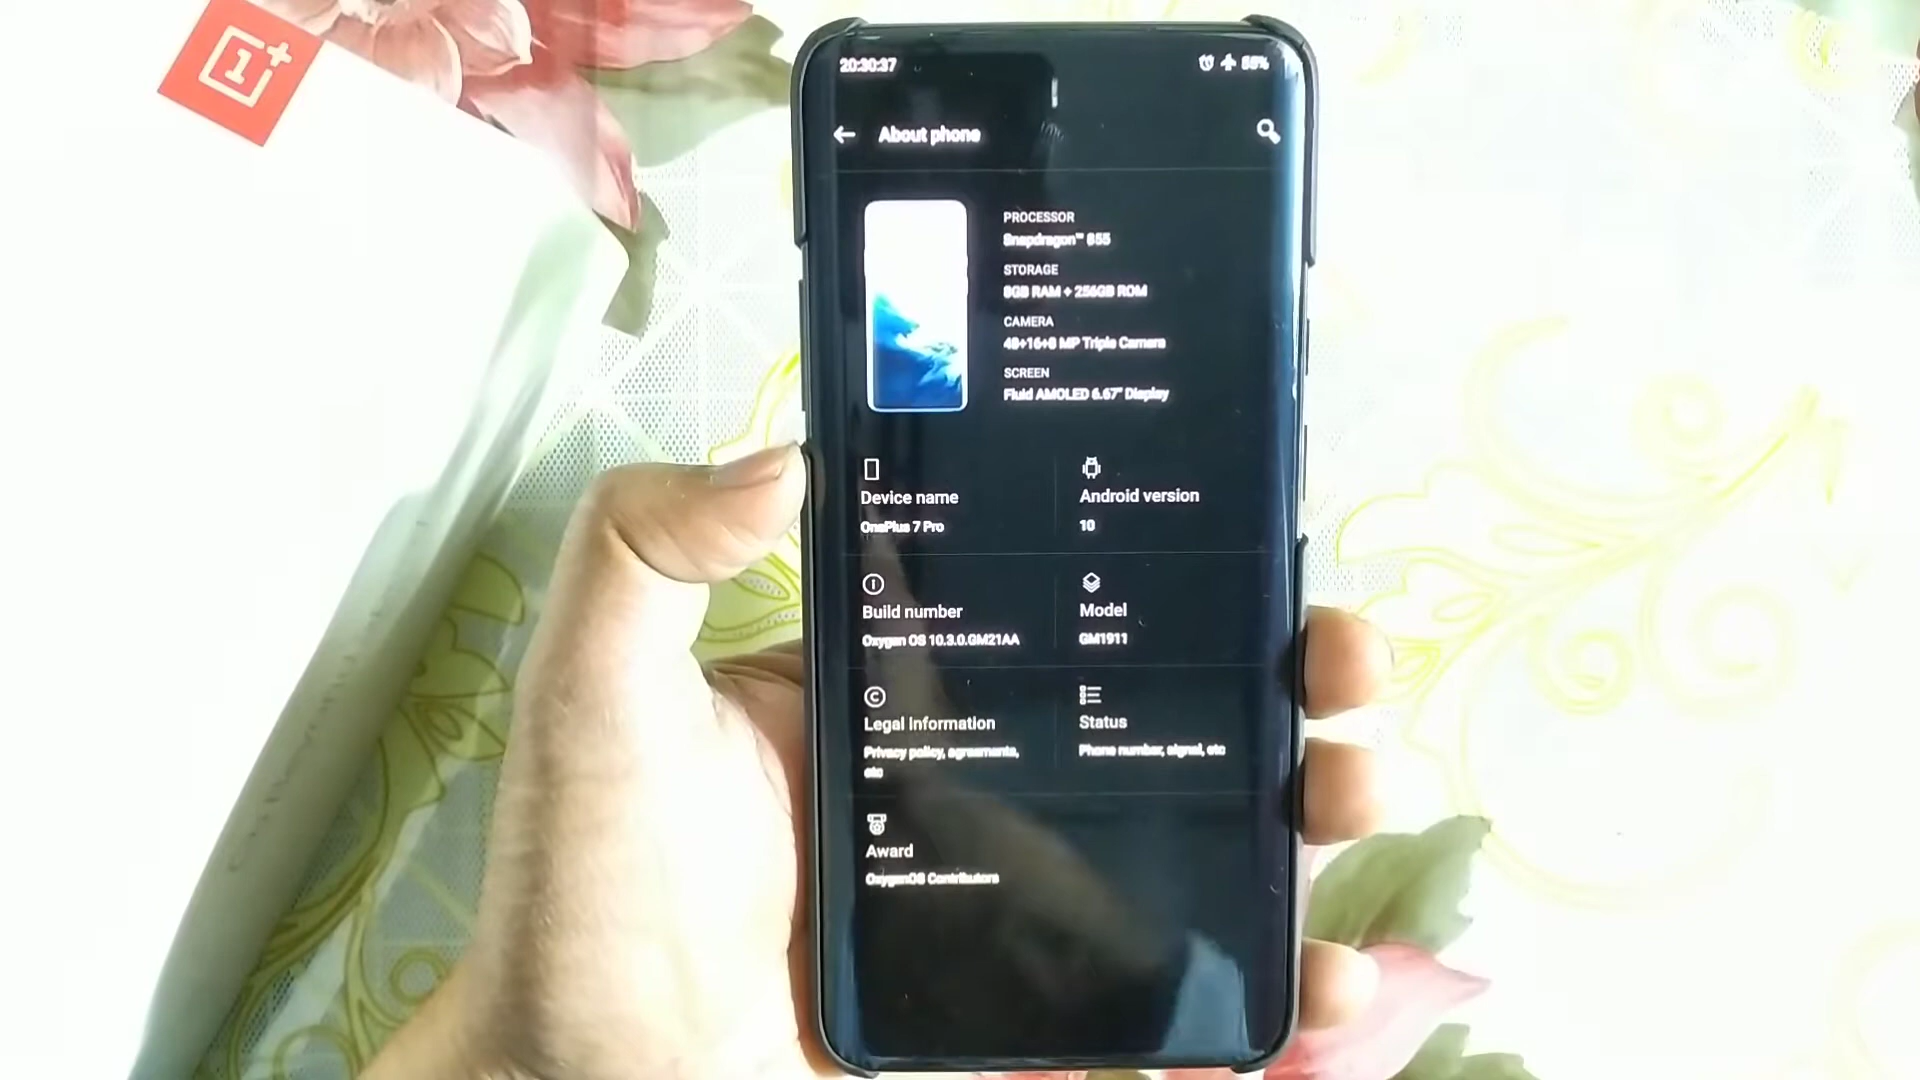 1+
20:30:37
About phone
PROCESSOR
Snapdragon™ 855
STORAGE
8GB RAM + 256GB ROM
CAMERA
48+16+8 MP Triple Camera
SCREEN
Fluid AMOLED 6.67" Display
Device name
OnePlus 7 Pro
Android version
10
Build number
Oxygen OS 10.3.0.GM21AA
Model
GM1911
Legal Information
Privacy policy, agreements,
etc
Status
Phone number, signal, etc
Award
OxygenOS Contributors